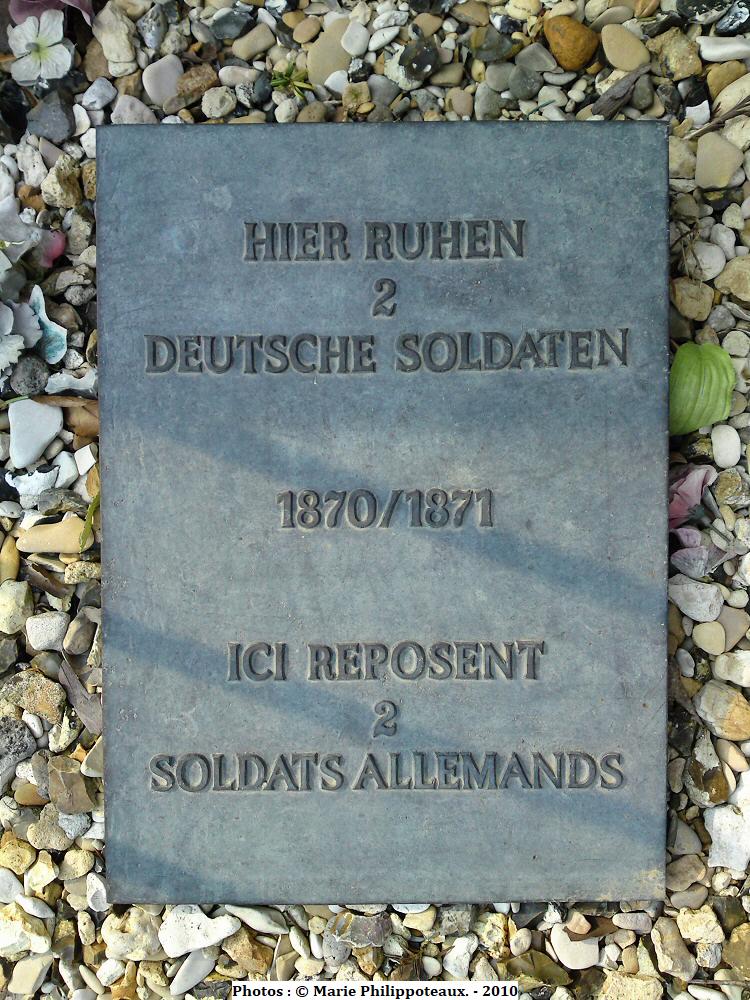 HIER RUHEN
2
DEUTSCHE SOLDATEN
1870/1871
ICI REPOSENT
2
SOLDATS ALLEMANDS
Photos : © Marie Philippoteaux. - 2010